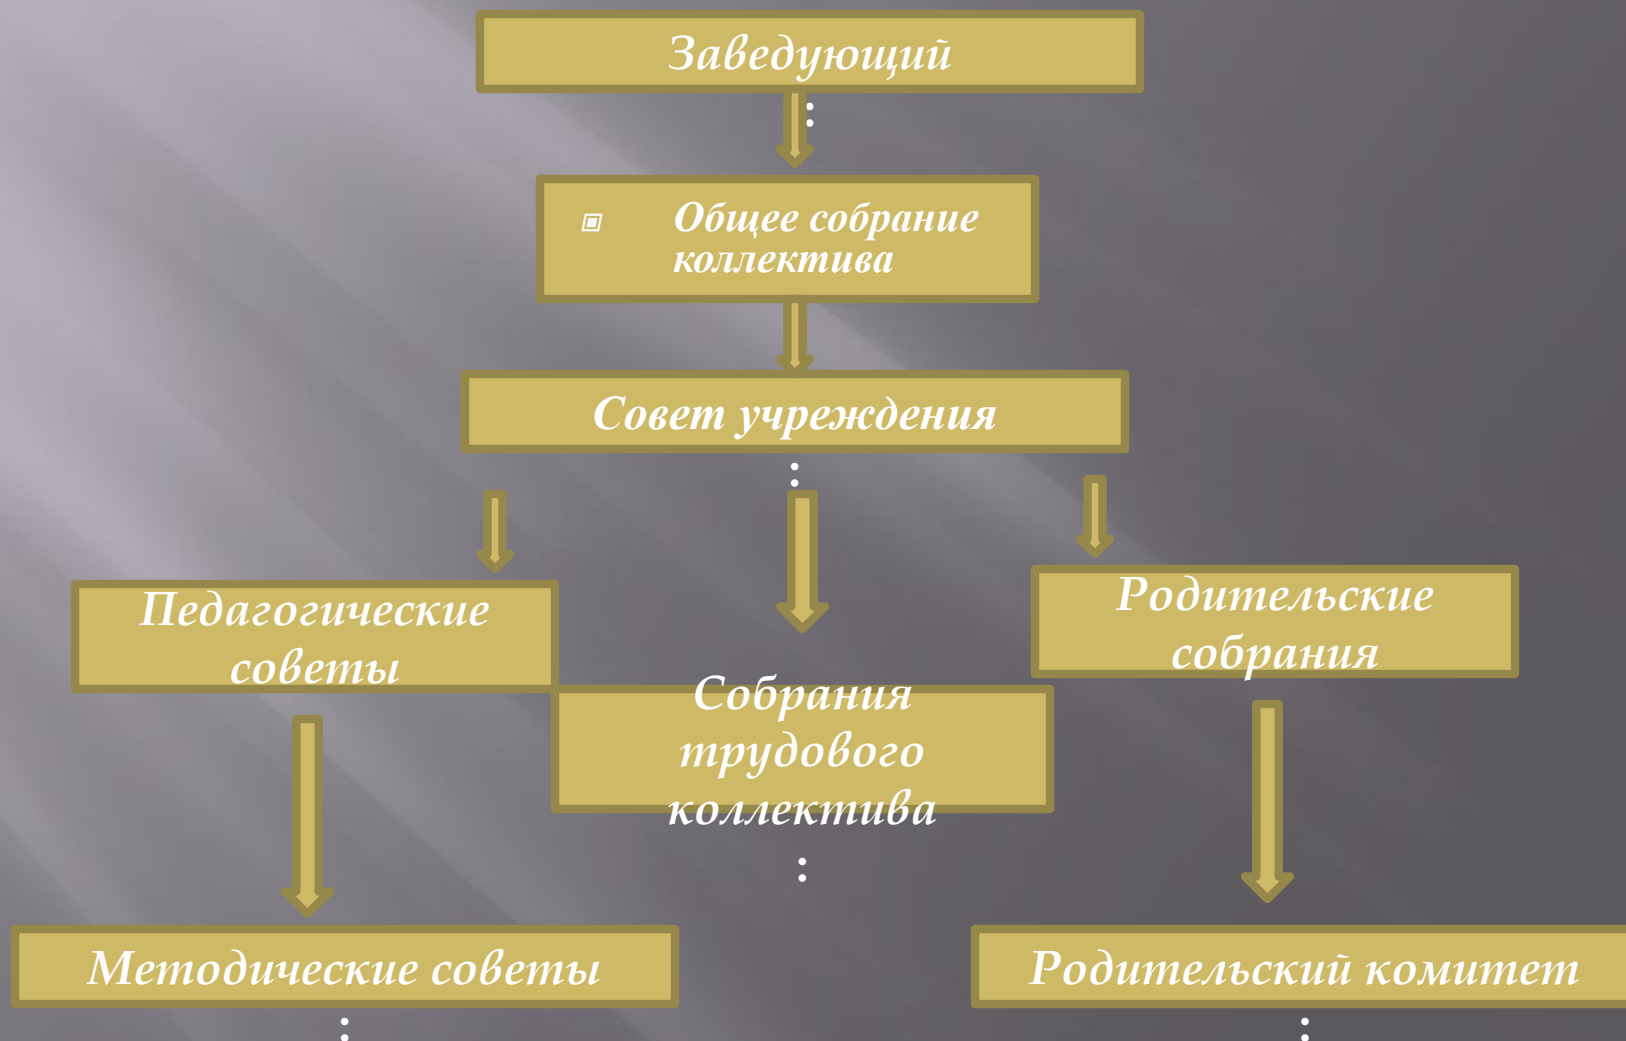 Заведующий
:
Общее собрание
коллектива
Совет учреждения
:
Педагогические
советы
Собрания
трудового
коллектива
:
Родительские
собрания
Методические советы
:
Родительский комитет
: